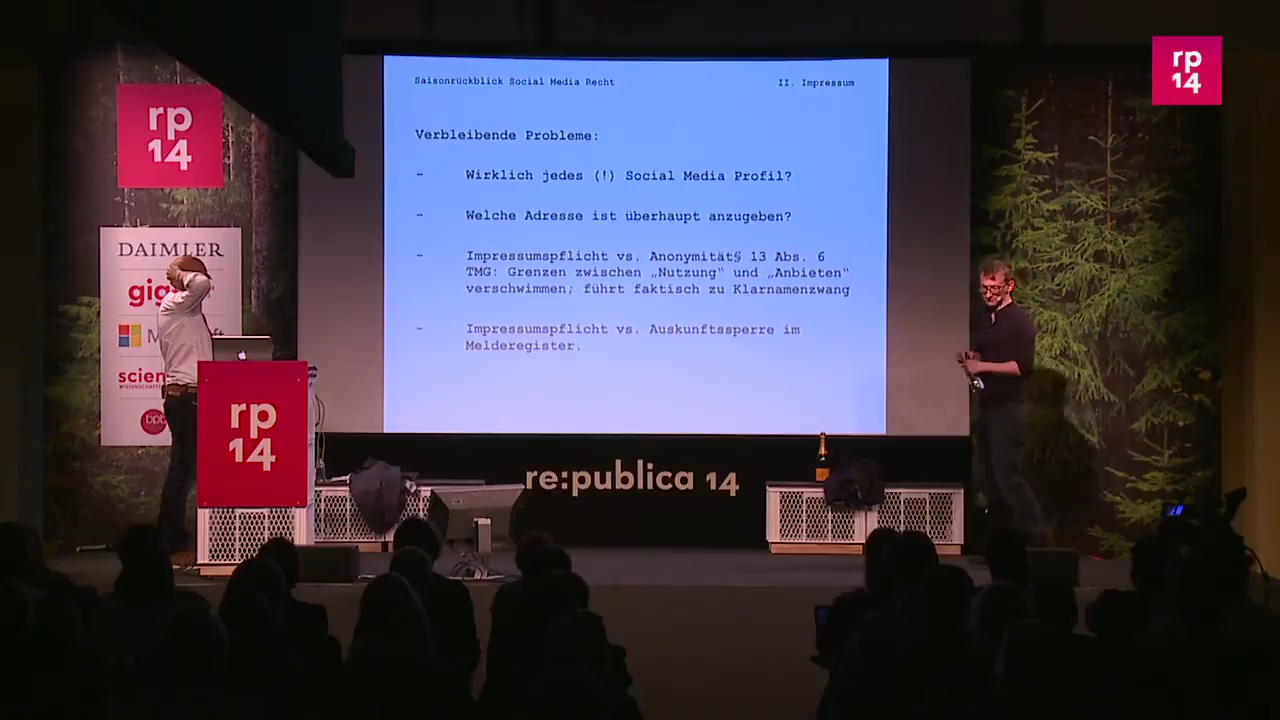 rp
14
rp
14
DAIMLER
Saisonrückblick Social Media Recht
II. Impressum
Verbleibende Probleme:
- Wirklich jedes (!) Social Media Profil?
- Welche Adresse ist überhaupt anzugeben?
- Impressumspflicht vs. Anonymität§ 13 Abs. 6
TMG: Grenzen zwischen „Nutzung“ und „Anbieten“
verschwimmen; führt faktisch zu Klarnamenzwang
- Impressumspflicht vs. Auskunftssperre im
Melderegister.
bpb
rp
14
re:publica 14